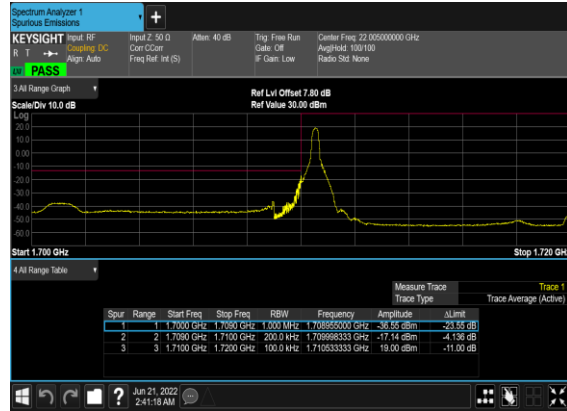 Spectrum Analyzer 1
Spurious Emissions
KEYSIGHT Input: RF Input Z: 50 Ω Atten: 40 dB Trig: Free Run Center Freq: 22.005000000 GHz
R T Coupling: DC Corr CCorr Gate: Off Avg|Hold: 100/100
Align: Auto Freq Ref: Int (S) IF Gain: Low Radio Std: None
LW PASS
3 All Range Graph
Ref Lvl Offset 7.80 dB
Scale/Div 10.0 dB Ref Value 30.00 dBm
Log
20.0
10.0
0.00
-10.0
-20.0
-30.0
-40.0
-50.0
-60.0
Start 1.700 GHz Stop 1.720 GH
4 All Range Table
Measure Trace Trace 1
Trace Type Trace Average (Active)
Spur Range Start Freq Stop Freq RBW Frequency Amplitude ΔLimit
1 1 1.7000 GHz 1.7090 GHz 1.000 MHz 1.708955000 GHz -36.55 dBm -23.55 dB
2 2 1.7090 GHz 1.7100 GHz 200.0 kHz 1.709998333 GHz -17.14 dBm -4.136 dB
3 3 1.7100 GHz 1.7200 GHz 100.0 kHz 1.710533333 GHz 19.00 dBm -11.00 dB
? Jun 21, 2022
2:41:18 AM